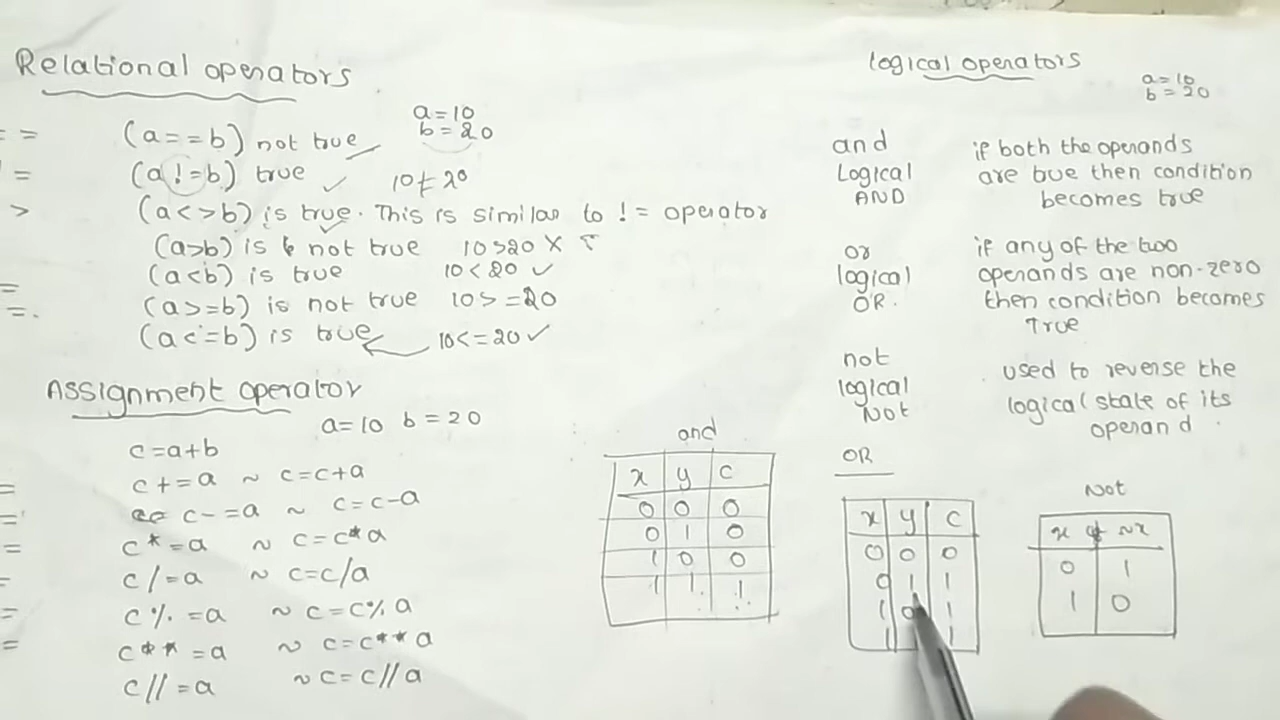 Relational operators
a=10
b=20
= = (a==b) not true
! = (a!=b) true 10≠20
> (a<>b) is true. This is similar to != operator
(a>b) is not true 10>20 ×
= (a<b) is true 10<20 ✓
=. (a>=b) is not true 10>=20
(a<=b) is true 10<=20 ✓
Assignment operator
a=10 b=20
c=a+b
= c+=a ~ c=c+a
= c-=a ~ c=c-a
= c*=a ~ c=c*a
= c/=a ~ c=c/a
= c%=a ~ c=c%a
= c**=a ~ c=c**a
c//=a ~ c=c//a
and
x y c
0 0 0
0 1 0
1 0 0
1 1 1
logical operators
a=10
b=20
and
Logical
AND
if both the operands
are true then condition
becomes true
or
logical
OR.
if any of the two
operands are non-zero
then condition becomes
True
not
logical
Not
used to reverse the
logical state of its
operand.
OR
x y c
0 0 0
0 1 1
1 0 1
1 1
Not
x ~x
0 1
1 0